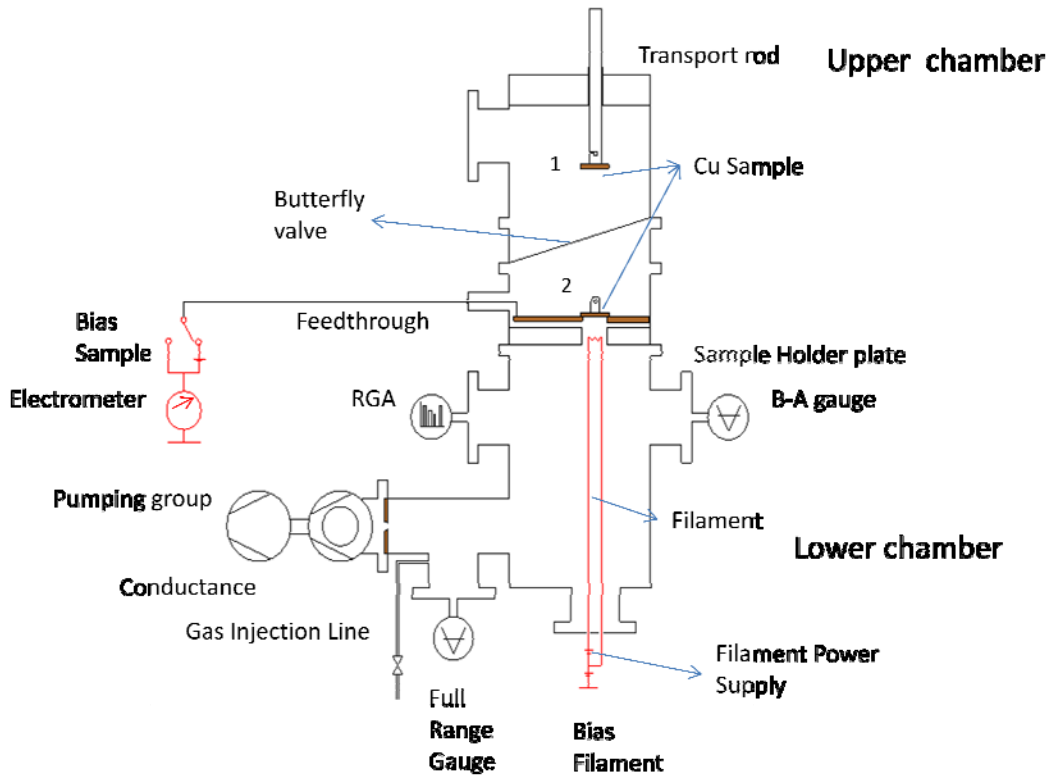 Transport rod
Upper chamber
1
Cu Sample
Butterfly
valve
2
Feedthrough
Bias
Sample
Sample Holder plate
Electrometer
RGA
B-A gauge
Pumping group
Filament
Lower chamber
Conductance
Gas Injection Line
Filament Power
Supply
Full
Range
Gauge
Bias
Filament